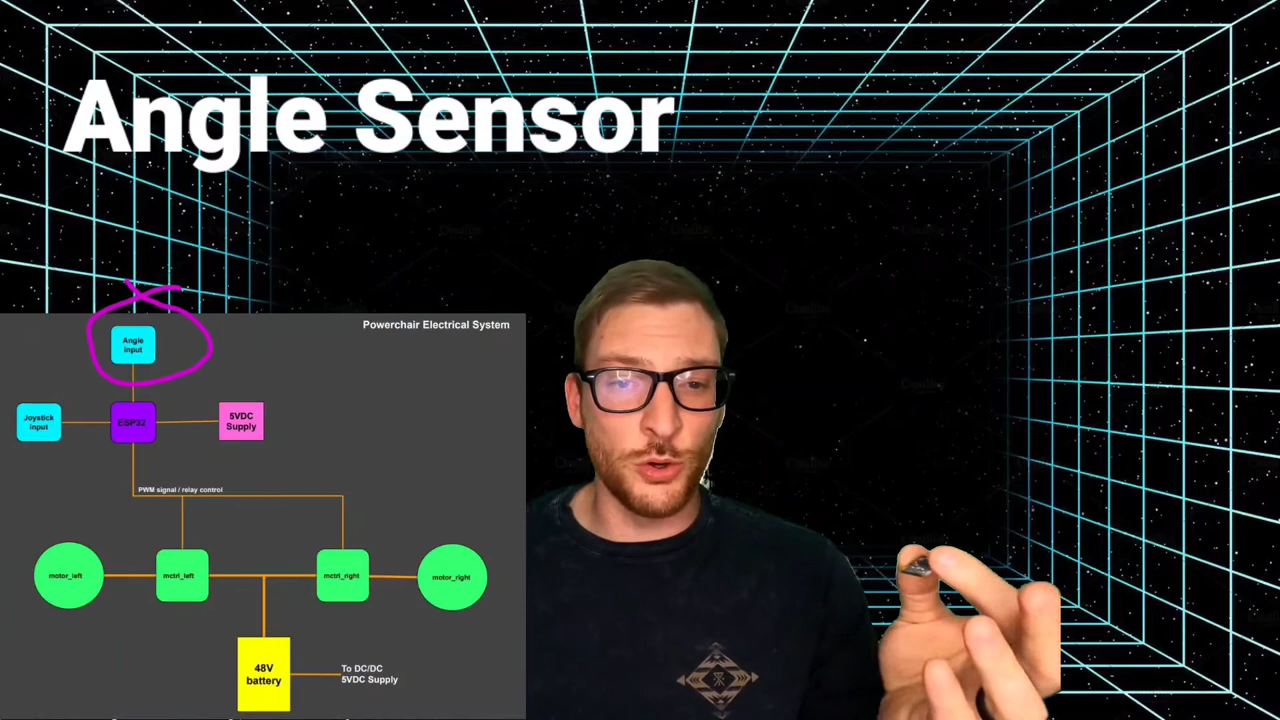 Angle Sensor
Powerchair Electrical System
Angle
input
Joystick
input
ESP32
5VDC
Supply
PWM signal / relay control
motor_left
mctrl_left
mctrl_right
motor_right
48V
battery
To DC/DC
5VDC Supply